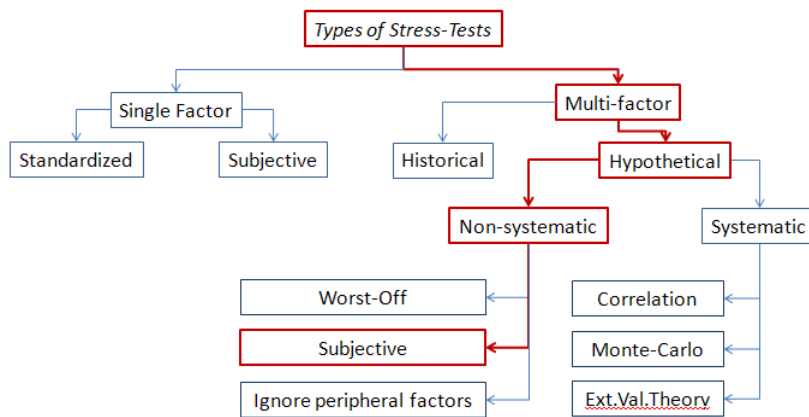 Types of Stress-Tests
Single Factor
Multi-factor
Standardized
Subjective
Historical
Hypothetical
Non-systematic
Systematic
Worst-Off
Correlation
Subjective
Monte-Carlo
Ignore peripheral factors
Ext.Val.Theory